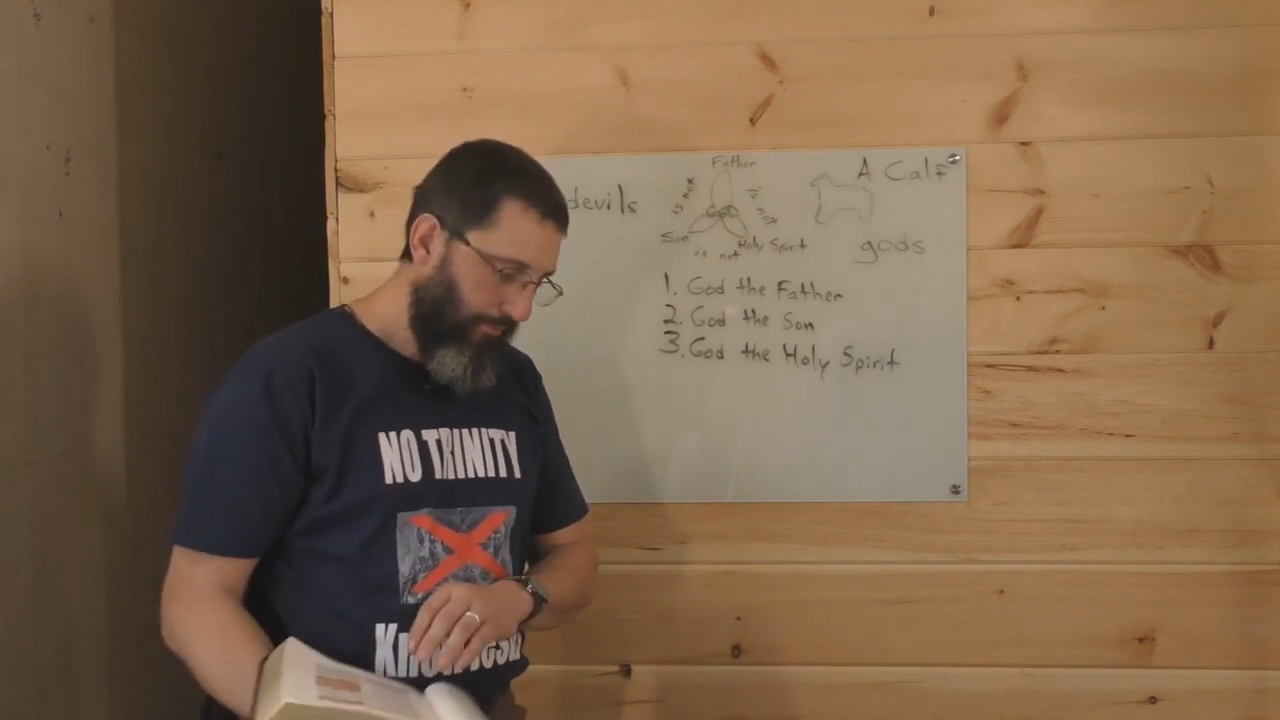 devils
Father
is not
is not
GOD
Son
Holy Spirit
is not
A Calf
gods
1. God the Father
2. God the Son
3. God the Holy Spirit
NO TRINITY